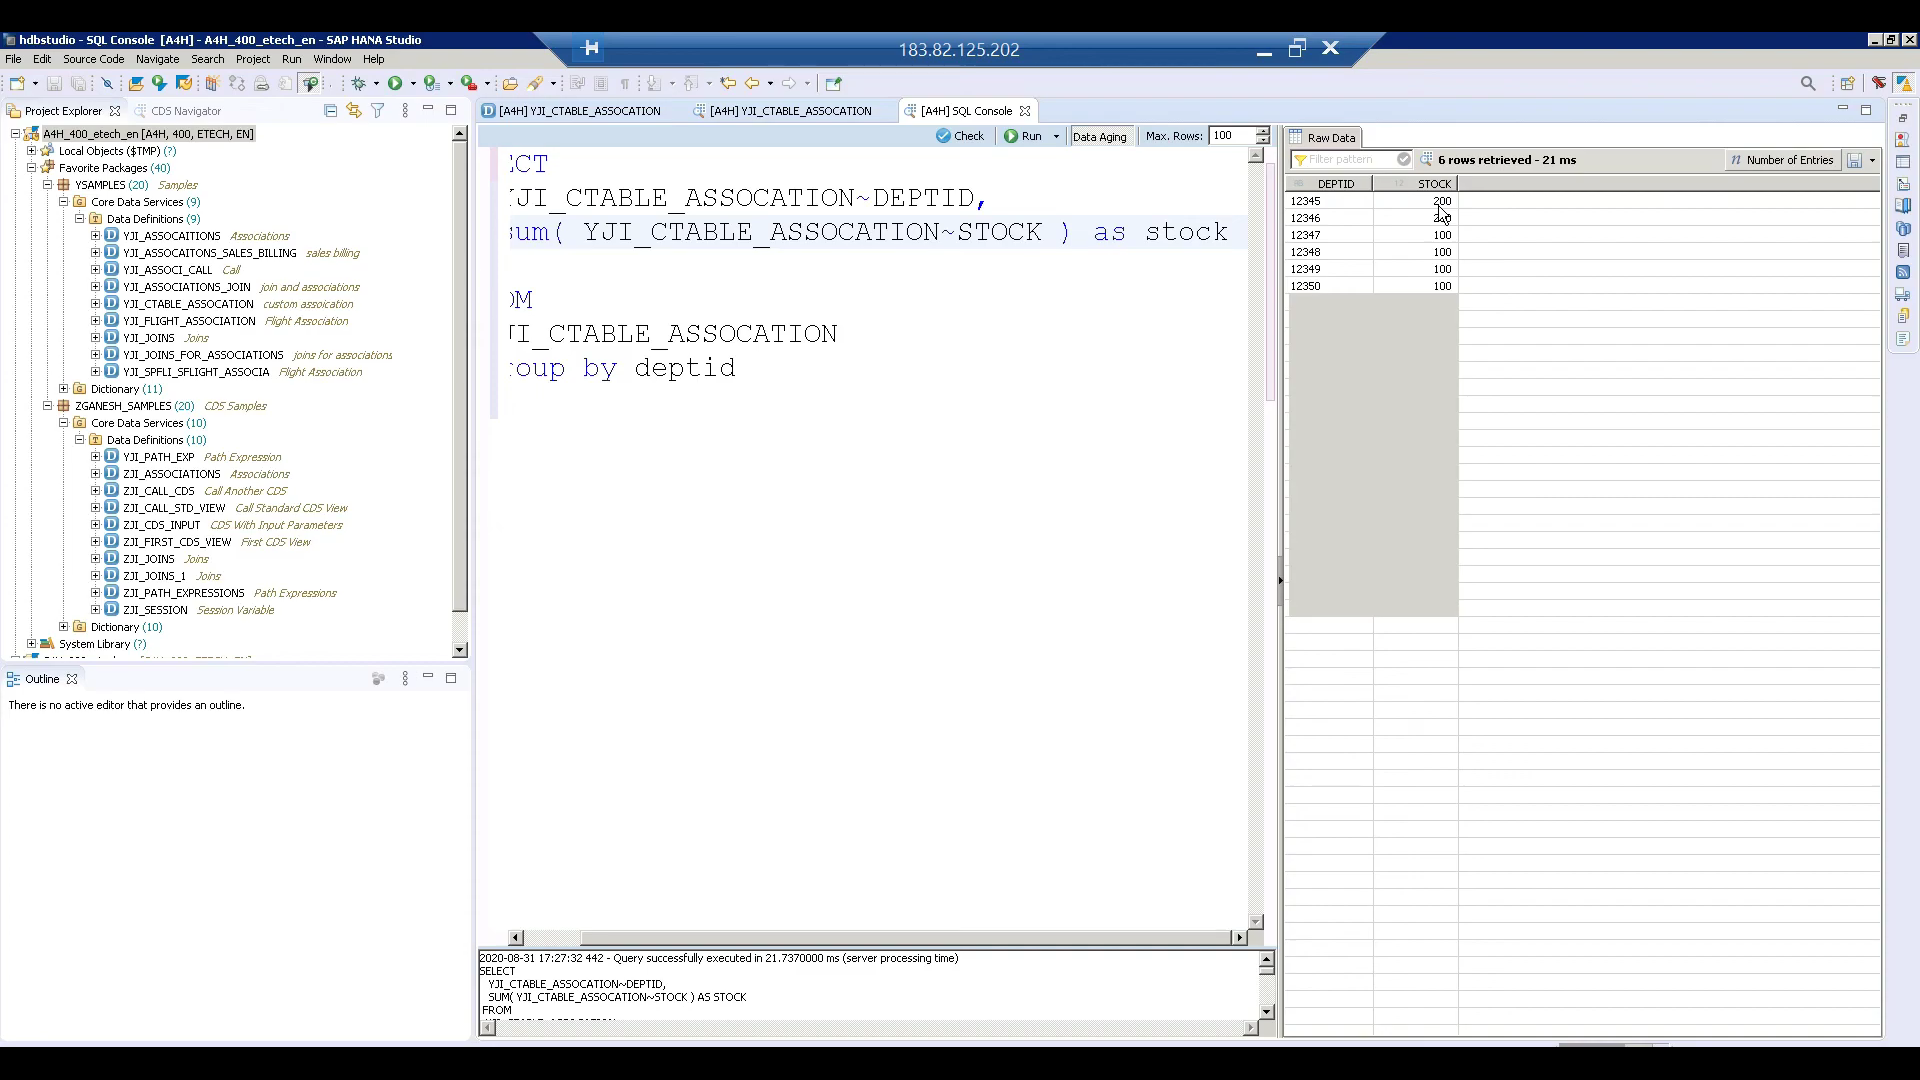 hdbstudio - SQL Console [A4H] - A4H_400_etech_en - SAP HANA Studio
183.82.125.202
File Edit Source Code Navigate Search Project Run Window Help
Project Explorer CDS Navigator
[A4H] YJI_CTABLE_ASSOCATION [A4H] YJI_CTABLE_ASSOCATION [A4H] SQL Console
A4H_400_etech_en [A4H, 400, ETECH, EN]
Local Objects ($TMP) (?)
Favorite Packages (40)
YSAMPLES (20) Samples
Core Data Services (9)
Data Definitions (9)
YJI_ASSOCAITIONS Associations
YJI_ASSOCAITONS_SALES_BILLING sales billing
YJI_ASSOCI_CALL Call
YJI_ASSOCIATIONS_JOIN join and associations
YJI_CTABLE_ASSOCATION custom assoication
YJI_FLIGHT_ASSOCIATION Flight Association
YJI_JOINS Joins
YJI_JOINS_FOR_ASSOCIATIONS joins for associations
YJI_SPFLI_SFLIGHT_ASSOCIA Flight Association
Dictionary (11)
ZGANESH_SAMPLES (20) CDS Samples
Core Data Services (10)
Data Definitions (10)
YJI_PATH_EXP Path Expression
ZJI_ASSOCIATIONS Associations
ZJI_CALL_CDS Call Another CDS
ZJI_CALL_STD_VIEW Call Standard CDS View
ZJI_CDS_INPUT CDS With Input Parameters
ZJI_FIRST_CDS_VIEW First CDS View
ZJI_JOINS Joins
ZJI_JOINS_1 Joins
ZJI_PATH_EXPRESSIONS Path Expressions
ZJI_SESSION Session Variable
Dictionary (10)
System Library (?)
Outline
There is no active editor that provides an outline.
Check Run Data Aging Max. Rows: 100
CT
JI_CTABLE_ASSOCATION~DEPTID,
um( YJI_CTABLE_ASSOCATION~STOCK ) as stock
OM
JI_CTABLE_ASSOCATION
oup by deptid
2020-08-31 17:27:32 442 - Query successfully executed in 21.7370000 ms (server processing time)
SELECT
YJI_CTABLE_ASSOCATION~DEPTID,
SUM( YJI_CTABLE_ASSOCATION~STOCK ) AS STOCK
FROM
Raw Data
Filter pattern 6 rows retrieved - 21 ms Number of Entries
DEPTID STOCK
12345 200
12346
12347 100
12348 100
12349 100
12350 100